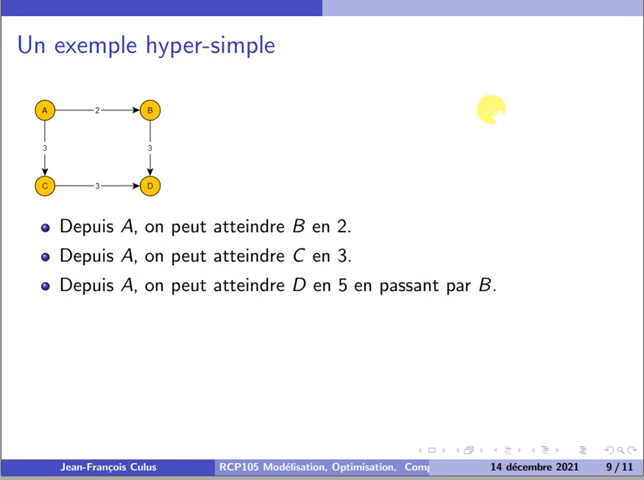 Un exemple hyper-simple
A 2 B
3 3
C 3 D
Depuis A, on peut atteindre B en 2.
Depuis A, on peut atteindre C en 3.
Depuis A, on peut atteindre D en 5 en passant par B.
Jean-François Culus RCP105 Modélisation, Optimisation, Comp 14 décembre 2021 9 / 11